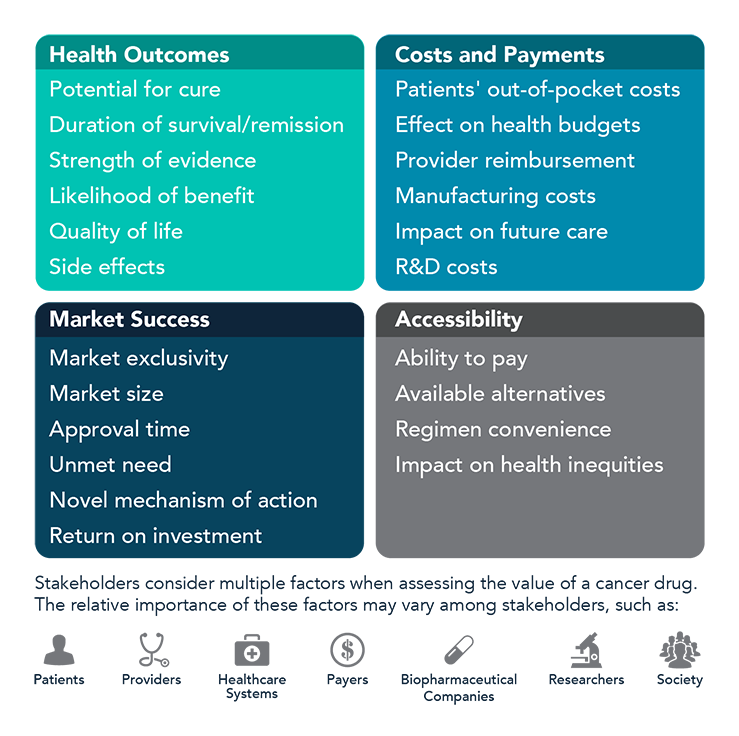 Health Outcomes
Potential for cure
Duration of survival/remission
Strength of evidence
Likelihood of benefit
Quality of life
Side effects
Costs and Payments
Patients' out-of-pocket costs
Effect on health budgets
Provider reimbursement
Manufacturing costs
Impact on future care
R&D costs
Market Success
Market exclusivity
Market size
Approval time
Unmet need
Novel mechanism of action
Return on investment
Accessibility
Ability to pay
Available alternatives
Regimen convenience
Impact on health inequities
Stakeholders consider multiple factors when assessing the value of a cancer drug.
The relative importance of these factors may vary among stakeholders, such as:
$
Patients
Providers
Healthcare
Systems
Payers
Biopharmaceutical
Companies
Researchers
Society